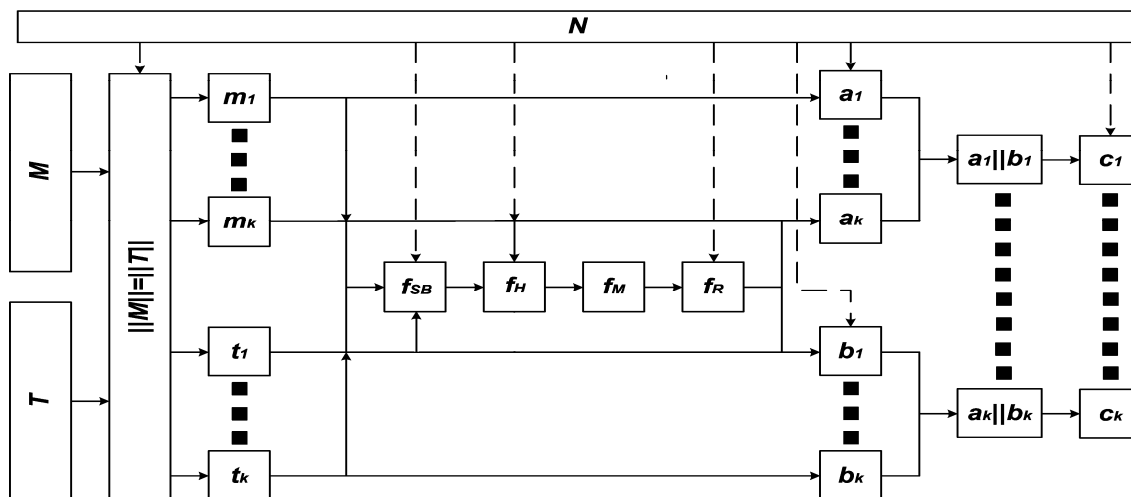 N
M
T
||M||=||T||
m1
mk
t1
tk
fSB
fH
fM
fR
a1
ak
b1
bk
a1||b1
ak||bk
c1
ck